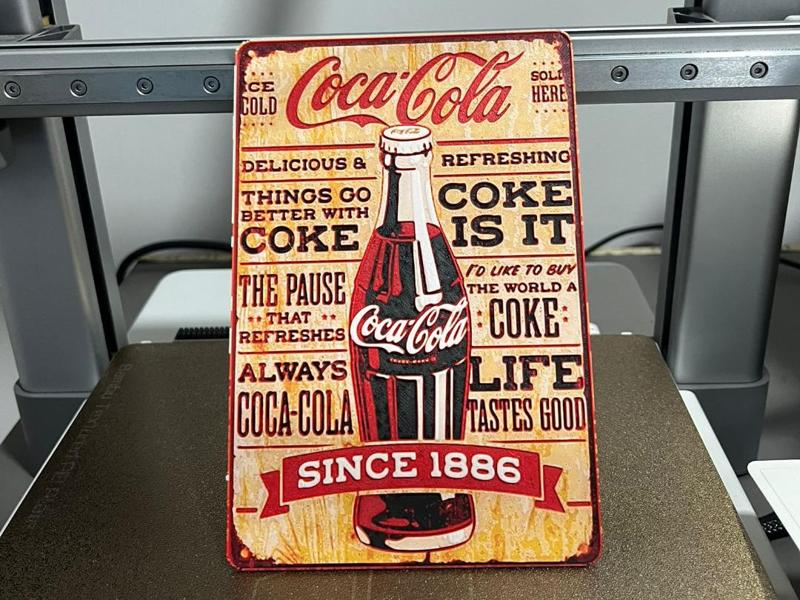 ICE
COLD
Coca-Cola
SOLD
HERE
DELICIOUS &
REFRESHING
THINGS GO
BETTER WITH
COKE
COKE
IS IT
THE PAUSE
THAT
REFRESHES
I'D LIKE TO BUY
THE WORLD A
COKE
Coca-Cola
ALWAYS
COCA-COLA
LIFE
TASTES GOOD
SINCE 1886